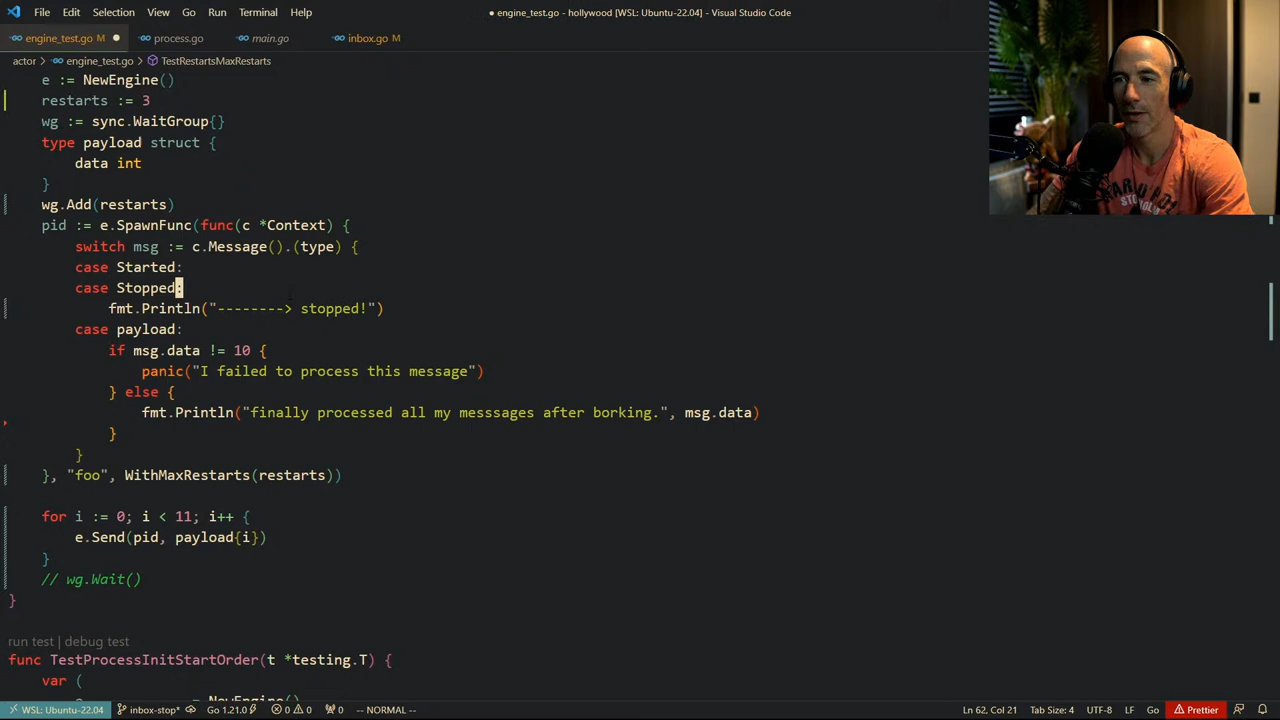 File Edit Selection View Go Run Terminal Help
● engine_test.go - hollywood [WSL: Ubuntu-22.04] - Visual Studio Code
engine_test.go M ● process.go main.go inbox.go M
actor > engine_test.go > TestRestartsMaxRestarts
e := NewEngine()
restarts := 3
wg := sync.WaitGroup{}
type payload struct {
data int
}
wg.Add(restarts)
pid := e.SpawnFunc(func(c *Context) {
switch msg := c.Message().(type) {
case Started:
case Stopped:
fmt.Println("--------> stopped!")
case payload:
if msg.data != 10 {
panic("I failed to process this message")
} else {
fmt.Println("finally processed all my messsages after borking.", msg.data)
}
}
}, "foo", WithMaxRestarts(restarts))
for i := 0; i < 11; i++ {
e.Send(pid, payload{i})
}
// wg.Wait()
}
run test | debug test
func TestProcessInitStartOrder(t *testing.T) {
var (
= NewEngine()
WSL: Ubuntu-22.04 inbox-stop* Go 1.21.0 0 0 0 -- NORMAL -- Ln 62, Col 21 Tab Size: 4 UTF-8 LF Go Prettier